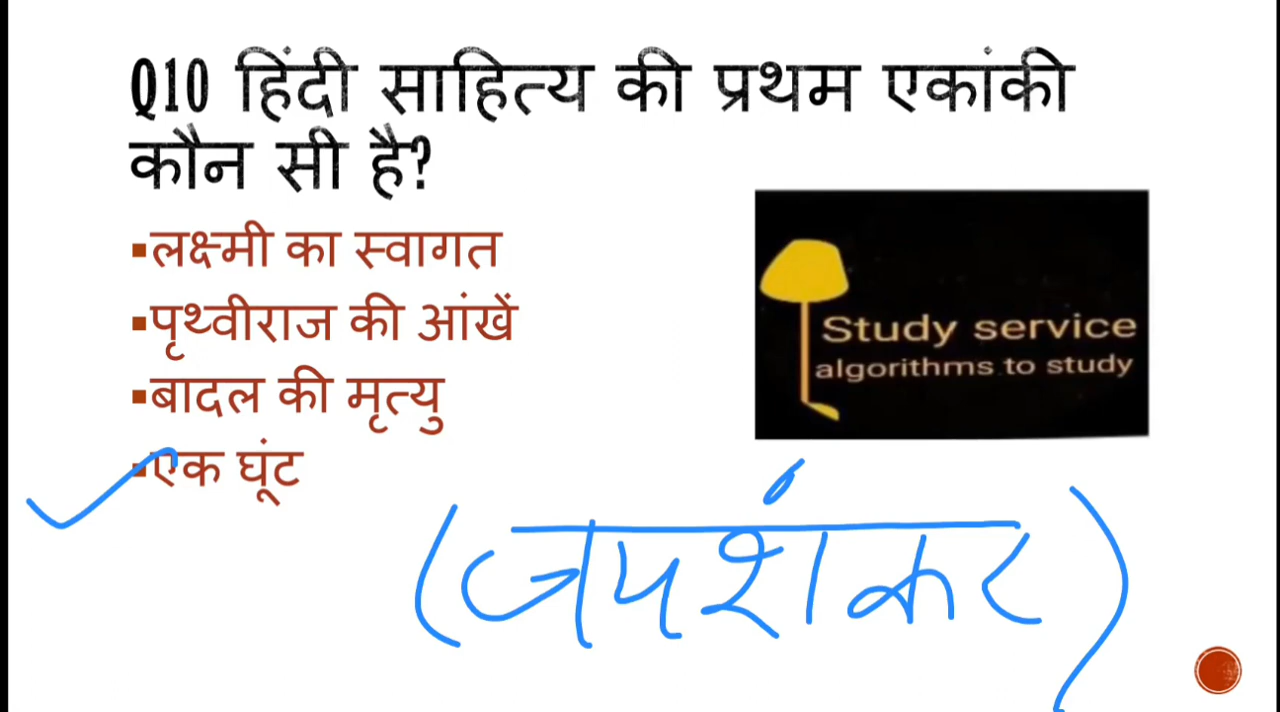 Q10 हिंदी साहित्य की प्रथम एकांकी
कौन सी है?
▪लक्ष्मी का स्वागत
▪पृथ्वीराज की आंखें
▪बादल की मृत्यु
▪एक घूंट
Study service
algorithms to study
(जयशंकर)